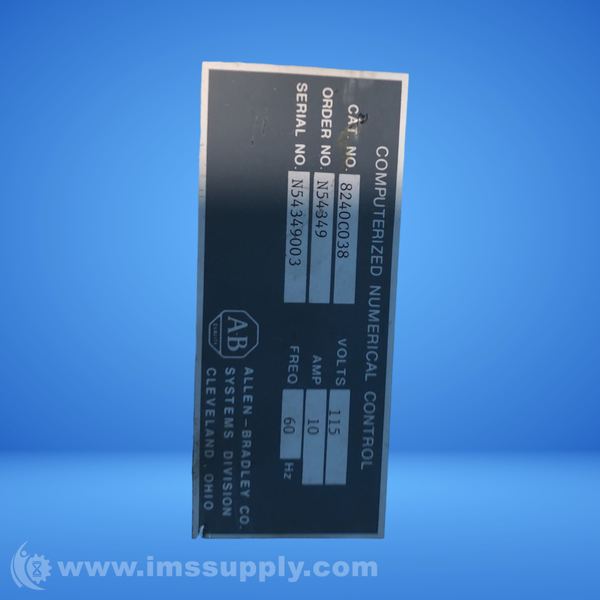 COMPUTERIZED NUMERICAL CONTROL
CAT. NO. 8240C038 VOLTS 115
ORDER NO. N54349 AMP 10
SERIAL NO. N54349003 FREQ 60 Hz
A-B
QUALITY
ALLEN-BRADLEY CO.
SYSTEMS DIVISION
CLEVELAND, OHIO
www.imssupply.com